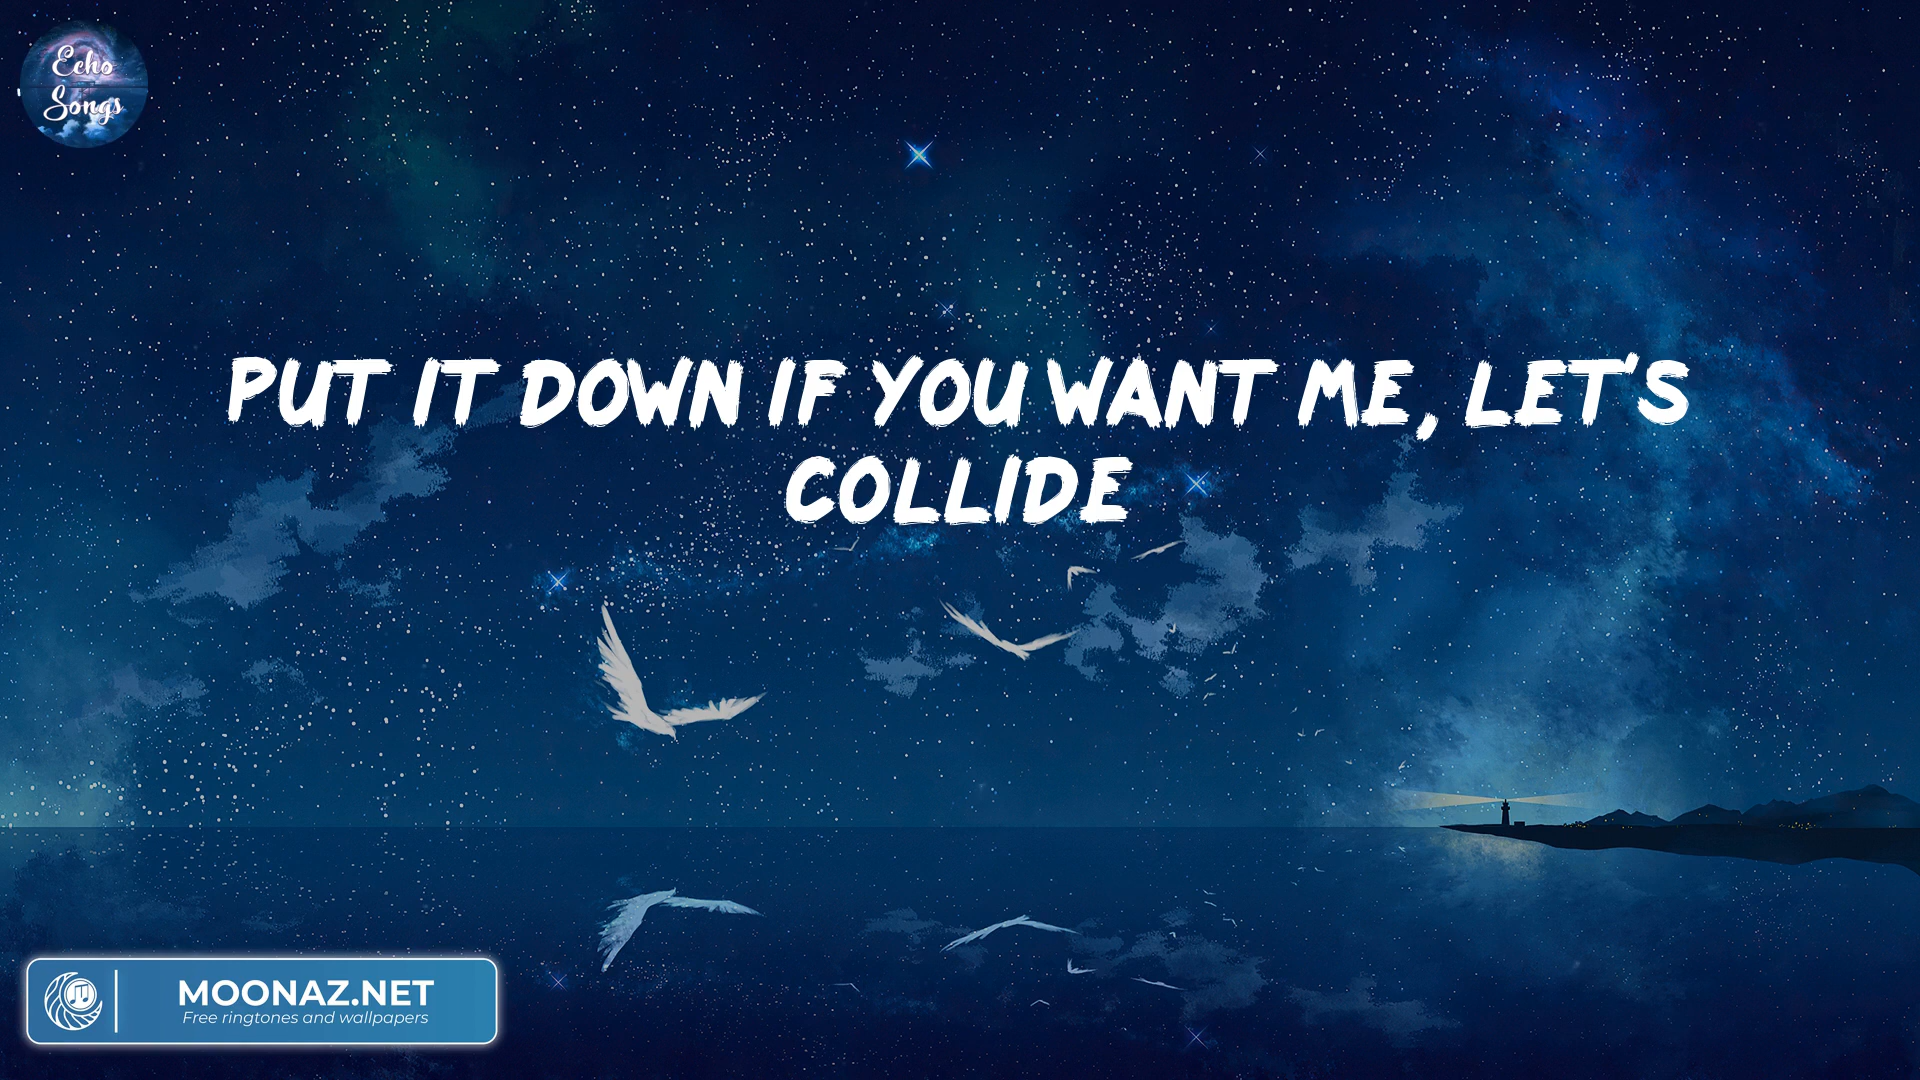 Echo
Songs
PUT IT DOWN IF YOU WANT ME, LET'S
COLLIDE
MOONAZ.NET
Free ringtones and wallpapers